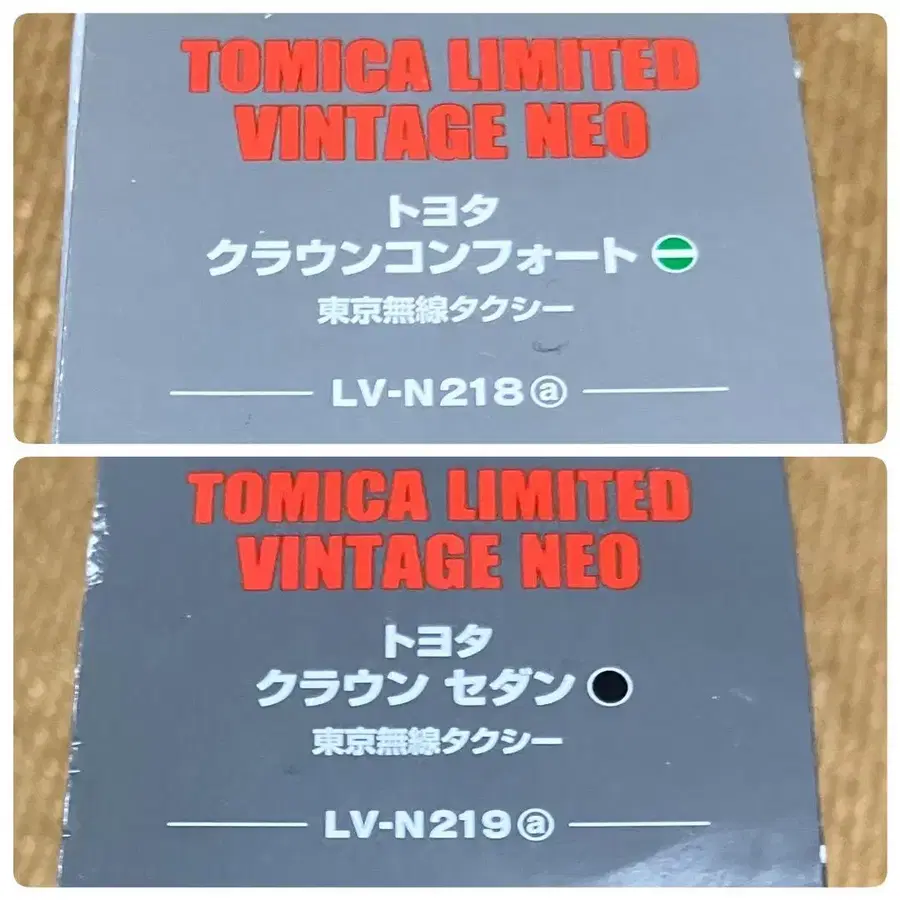 TOMICA LIMITED
VINTAGE NEO
トヨタ
クラウンコンフォート
東京無線タクシー
LV-N218ⓐ
TOMICA LIMITED
VINTAGE NEO
トヨタ
クラウン セダン
東京無線タクシー
LV-N219ⓐ